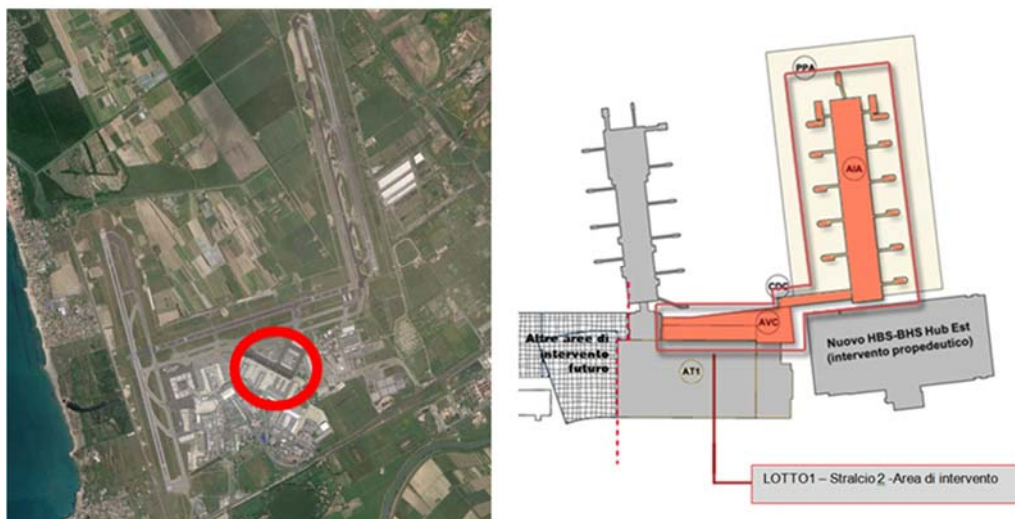 PPA
AIA
CDC
AVC
Altre aree di
intervento
futuro
AT1
Nuovo HBS-BHS Hub Est
(intervento propedeutico)
LOTTO1 – Stralcio 2 -Area di intervento